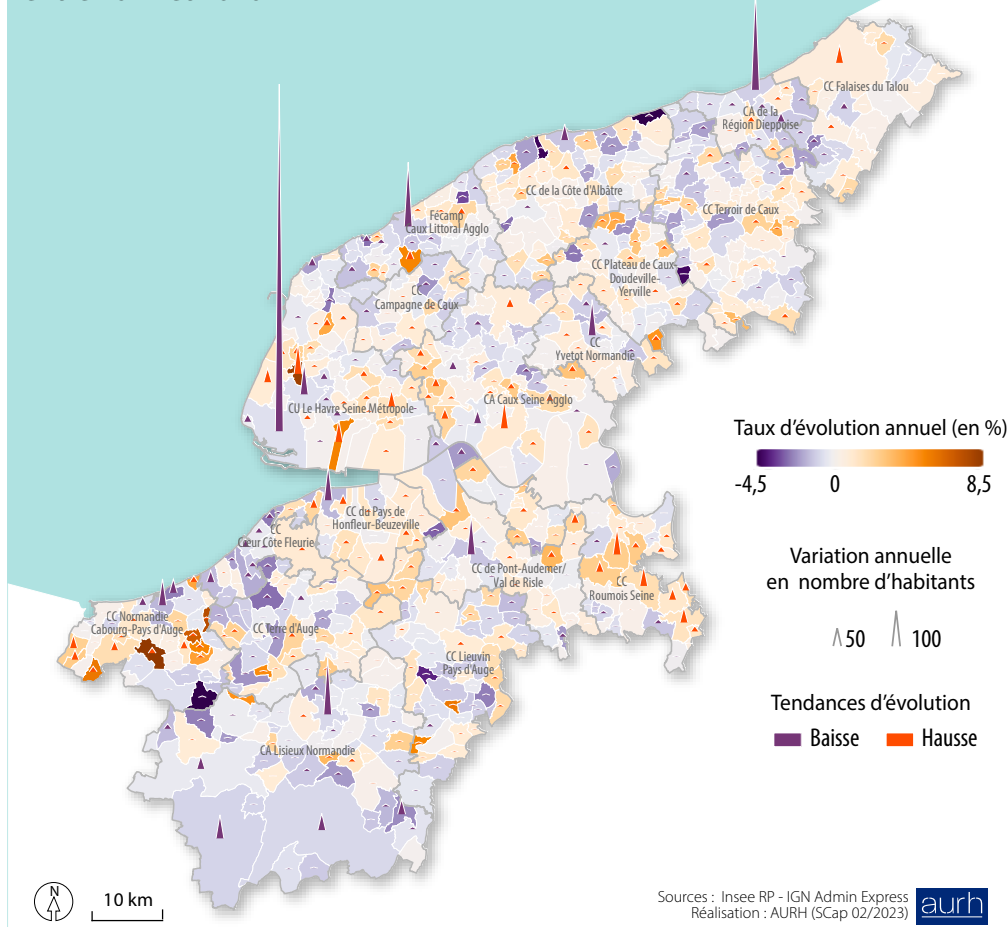 CC Falaises du Talou
CA de la
Région Dieppoise
CC de la Côte d'Albâtre
CC Terroir de Caux
Fécamp
Caux Littoral Agglo
CC Plateau de Caux-
Doudeville-
Yerville
CC
Campagne de Caux
CC
Yvetot Normandie
CU Le Havre Seine Métropole-
CA Caux Seine Agglo
Taux d'évolution annuel (en %)
-4,5 0 8,5
CC du Pays de
Honfleur-Beuzeville
CC
Cœur Côte Fleurie
Variation annuelle
en nombre d'habitants
50 100
CC de Pont-Audemer/
Val de Risle
CC
Roumois Seine
CC Normandie
Cabourg-Pays d'Auge
CC Terre d'Auge
CC Lieuvin
Pays d'Auge
Tendances d'évolution
Baisse Hausse
CA Lisieux Normandie
N
10 km
Sources : Insee RP - IGN Admin Express
Réalisation : AURH (SCap 02/2023)
aurh